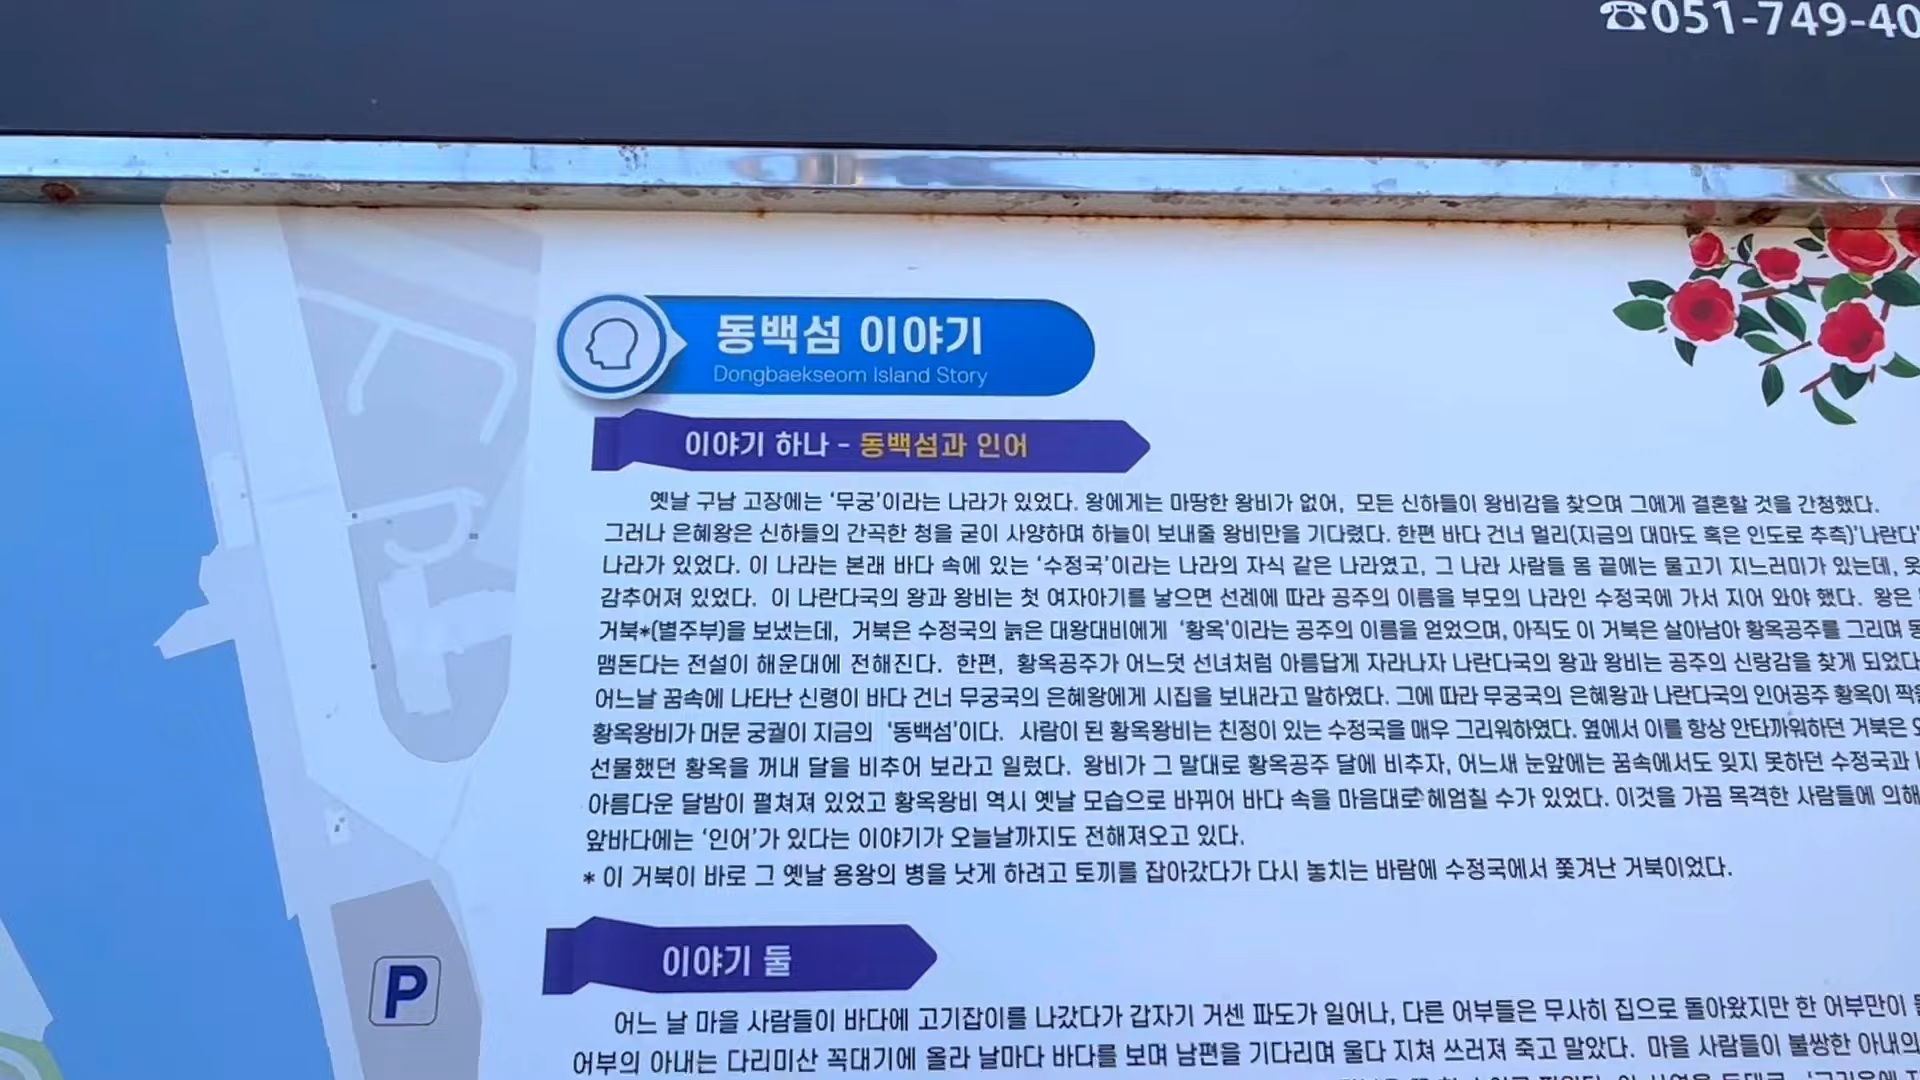 ☎051-749-40
동백섬 이야기
Dongbaekseom Island Story
이야기 하나 - 동백섬과 인어
옛날 구남 고장에는 ‘무궁’이라는 나라가 있었다. 왕에게는 마땅한 왕비가 없어, 모든 신하들이 왕비감을 찾으며 그에게 결혼할 것을 간청했다.
그러나 은혜왕은 신하들의 간곡한 청을 굳이 사양하며 하늘이 보내줄 왕비만을 기다렸다. 한편 바다 건너 멀리(지금의 대마도 혹은 인도로 추측)‘나란다’
나라가 있었다. 이 나라는 본래 바다 속에 있는 ‘수정국’이라는 나라의 자식 같은 나라였고, 그 나라 사람들 몸 끝에는 물고기 지느러미가 있는데,
감추어져 있었다. 이 나란다국의 왕과 왕비는 첫 여자아기를 낳으면 선례에 따라 공주의 이름을 부모의 나라인 수정국에 가서 지어 와야 했다. 왕은
거북*(별주부)을 보냈는데, 거북은 수정국의 늙은 대왕대비에게 ‘황옥’이라는 공주의 이름을 얻었으며, 아직도 이 거북은 살아남아 황옥공주를 그리며
맴돈다는 전설이 해운대에 전해진다. 한편, 황옥공주가 어느덧 선녀처럼 아름답게 자라나자 나란다국의 왕과 왕비는 공주의 신랑감을 찾게 되었다
어느날 꿈속에 나타난 신령이 바다 건너 무궁국의 은혜왕에게 시집을 보내라고 말하였다. 그에 따라 무궁국의 은혜왕과 나란다국의 인어공주 황옥이
황옥왕비가 머문 궁궐이 지금의 ‘동백섬’이다. 사람이 된 황옥왕비는 친정이 있는 수정국을 매우 그리워하였다. 옆에서 이를 항상 안타까워하던 거북은
선물했던 황옥을 꺼내 달을 비추어 보라고 일렀다. 왕비가 그 말대로 황옥공주 달에 비추자, 어느새 눈앞에는 꿈속에서도 잊지 못하던 수정국과
아름다운 달밤이 펼쳐져 있었고 황옥왕비 역시 옛날 모습으로 바뀌어 바다 속을 마음대로 헤엄칠 수가 있었다. 이것을 가끔 목격한 사람들에 의해
앞바다에는 ‘인어’가 있다는 이야기가 오늘날까지도 전해져오고 있다.
* 이 거북이 바로 그 옛날 용왕의 병을 낫게 하려고 토끼를 잡아갔다가 다시 놓치는 바람에 수정국에서 쫓겨난 거북이었다.
P
이야기 둘
어느 날 마을 사람들이 바다에 고기잡이를 나갔다가 갑자기 거센 파도가 일어나, 다른 어부들은 무사히 집으로 돌아왔지만 한 어부만이
어부의 아내는 다리미산 꼭대기에 올라 날마다 바다를 보며 남편을 기다리며 울다 지쳐 쓰러져 죽고 말았다. 마을 사람들이 불쌍한 아내의